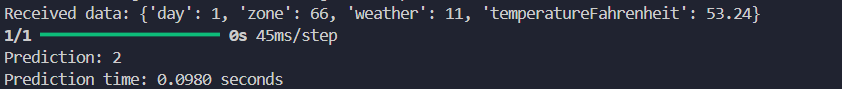 Received data: {'day': 1, 'zone': 66, 'weather': 11, 'temperatureFahrenheit': 53.24}
1/1 ━━━━━━━━━━━━━━━━━━━━ 0s 45ms/step
Prediction: 2
Prediction time: 0.0980 seconds